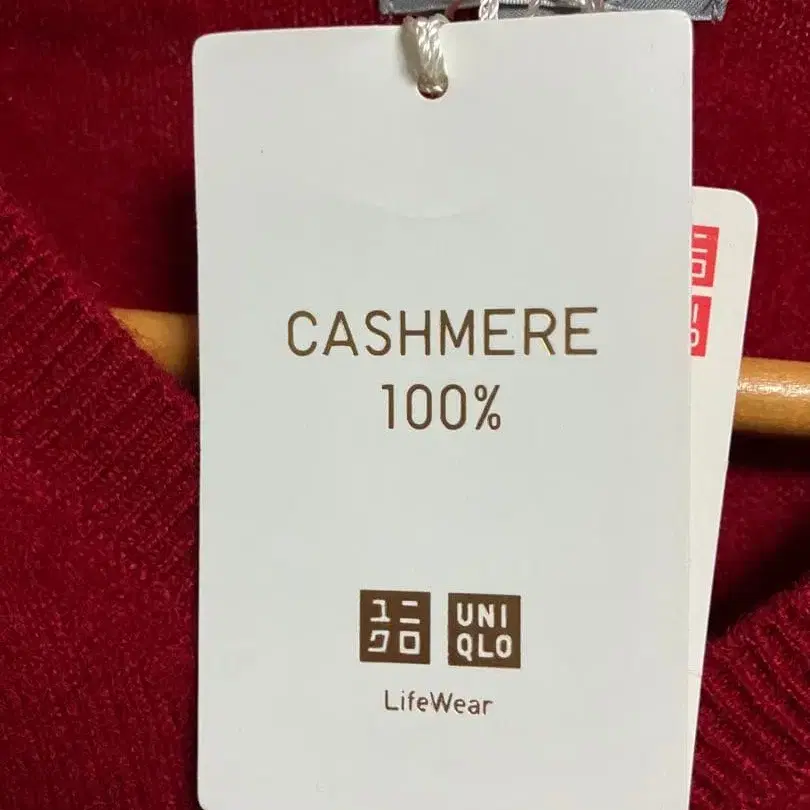 CASHMERE
100%
ユニ UNI
クロ QLO
LifeWear